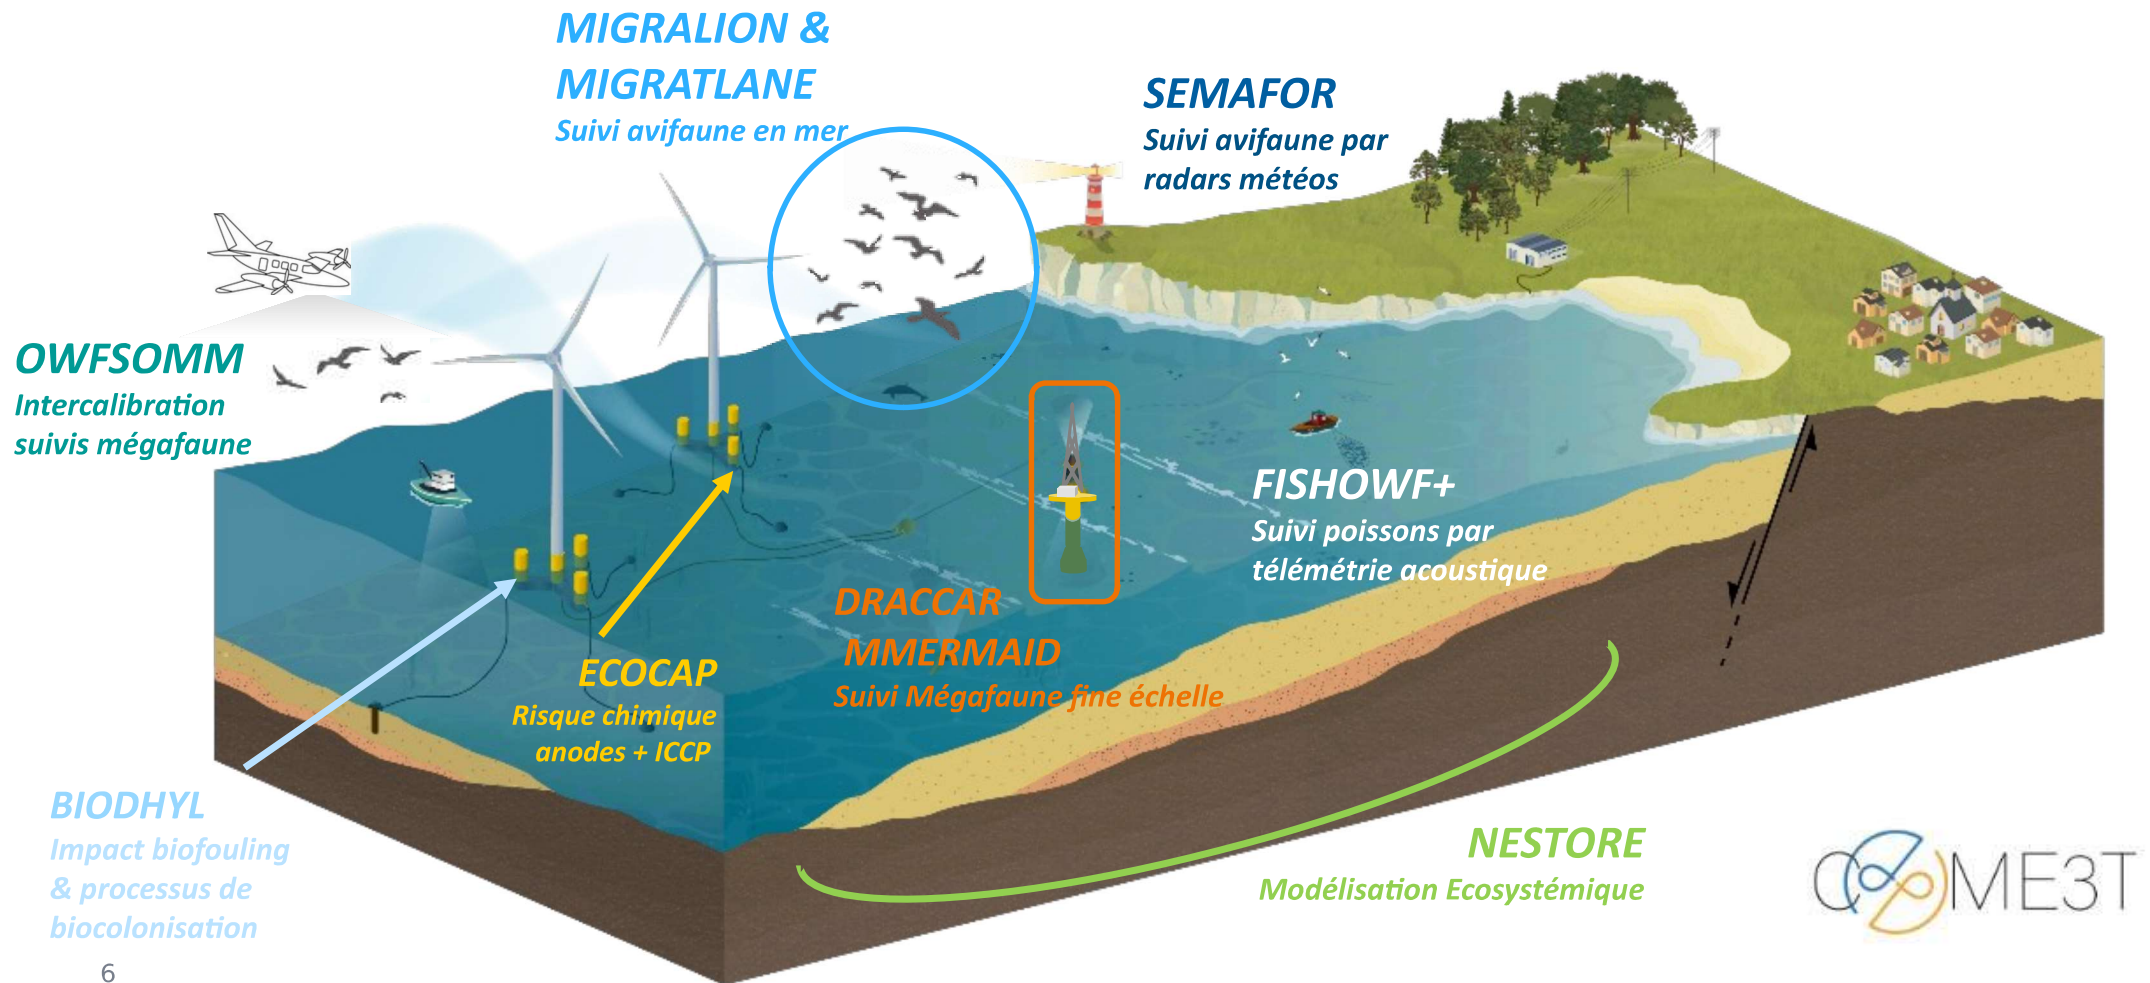 MIGRALION &
MIGRATLANE
Suivi avifaune en mer
SEMAFOR
Suivi avifaune par
radars météos
OWFSOMM
Intercalibration
suivis mégafaune
FISHOWF+
Suivi poissons par
télémétrie acoustique
DRACCAR
MMERMAID
Suivi Mégafaune fine échelle
ECOCAP
Risque chimique
anodes + ICCP
BIODHYL
Impact biofouling
& processus de
biocolonisation
NESTORE
Modélisation Ecosystémique
COME3T
6